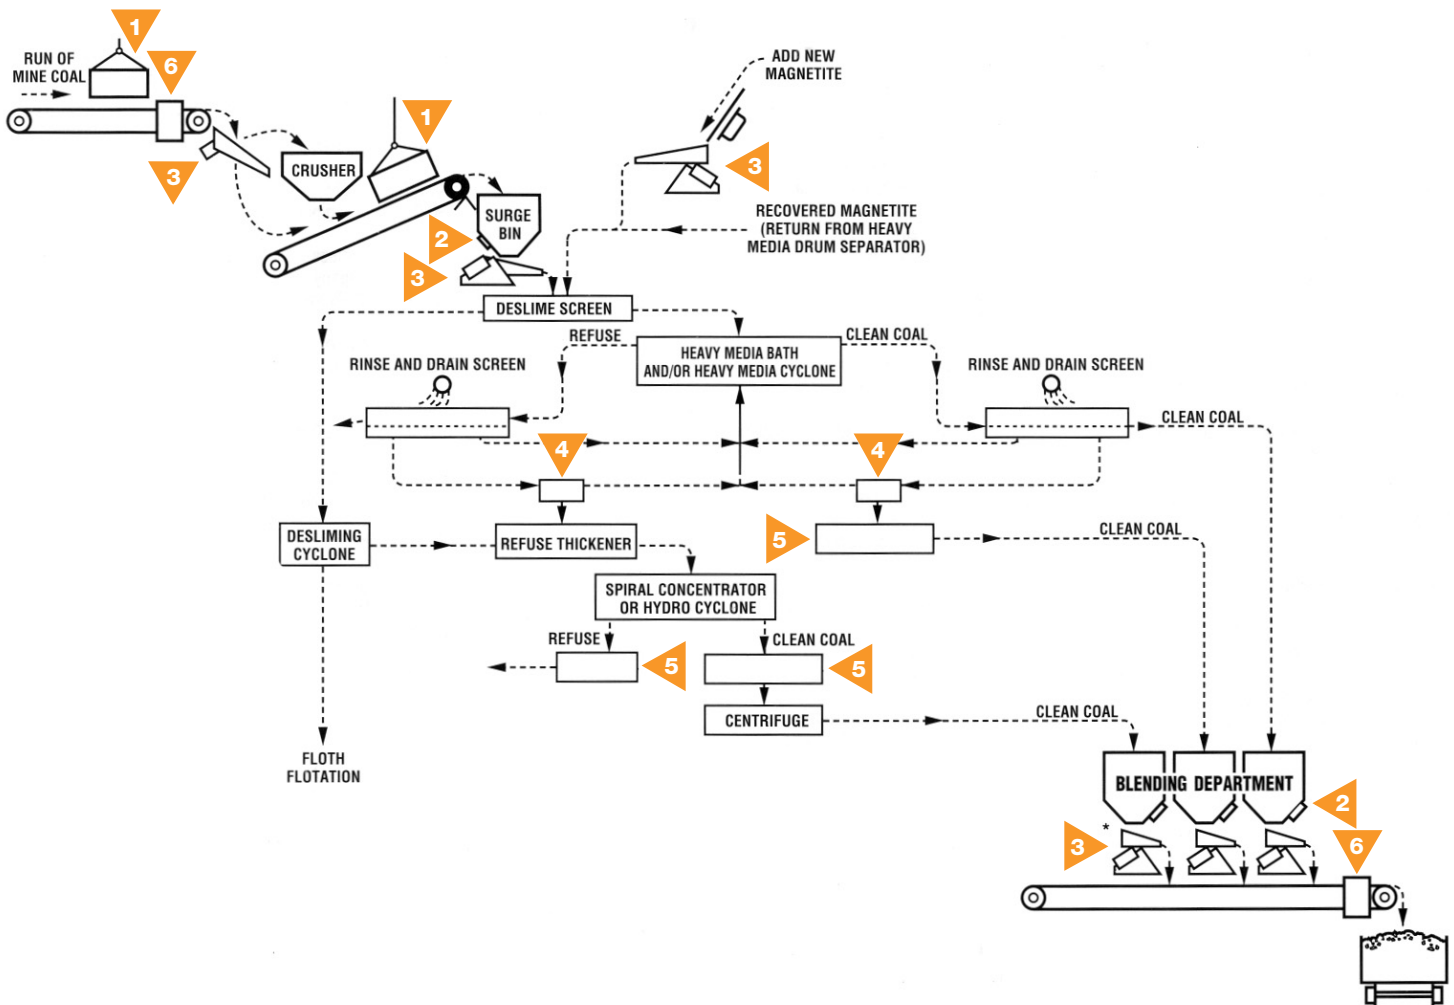 1
6
RUN OF
MINE COAL
ADD NEW
MAGNETITE
1
3
CRUSHER
3
RECOVERED MAGNETITE
(RETURN FROM HEAVY
MEDIA DRUM SEPARATOR)
SURGE
BIN
2
3
DESLIME SCREEN
REFUSE
CLEAN COAL
HEAVY MEDIA BATH
AND/OR HEAVY MEDIA CYCLONE
RINSE AND DRAIN SCREEN
RINSE AND DRAIN SCREEN
CLEAN COAL
4
4
DESLIMING
CYCLONE
REFUSE THICKENER
5
CLEAN COAL
SPIRAL CONCENTRATOR
OR HYDRO CYCLONE
REFUSE
CLEAN COAL
5
5
CENTRIFUGE
CLEAN COAL
FLOTH
FLOTATION
BLENDING DEPARTMENT
2
*
3
6